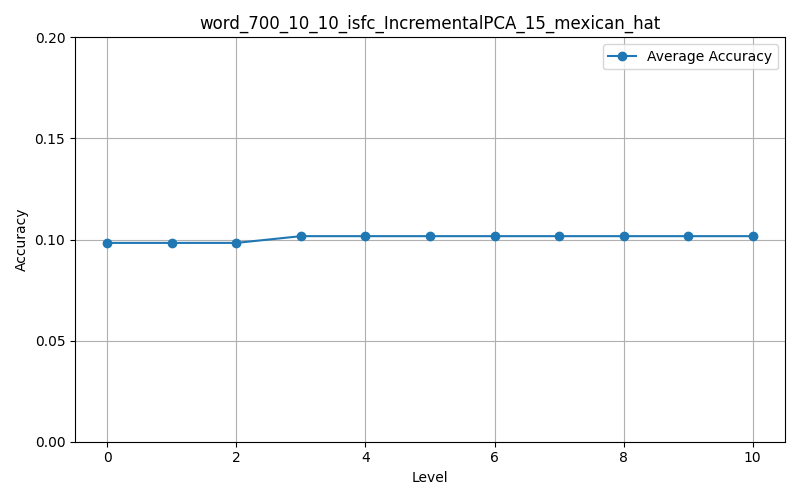 word_700_10_10_isfc_IncrementalPCA_15_mexican_hat
Average Accuracy
0.20
0.15
0.10
0.05
0.00
Accuracy
0 2 4 6 8 10
Level